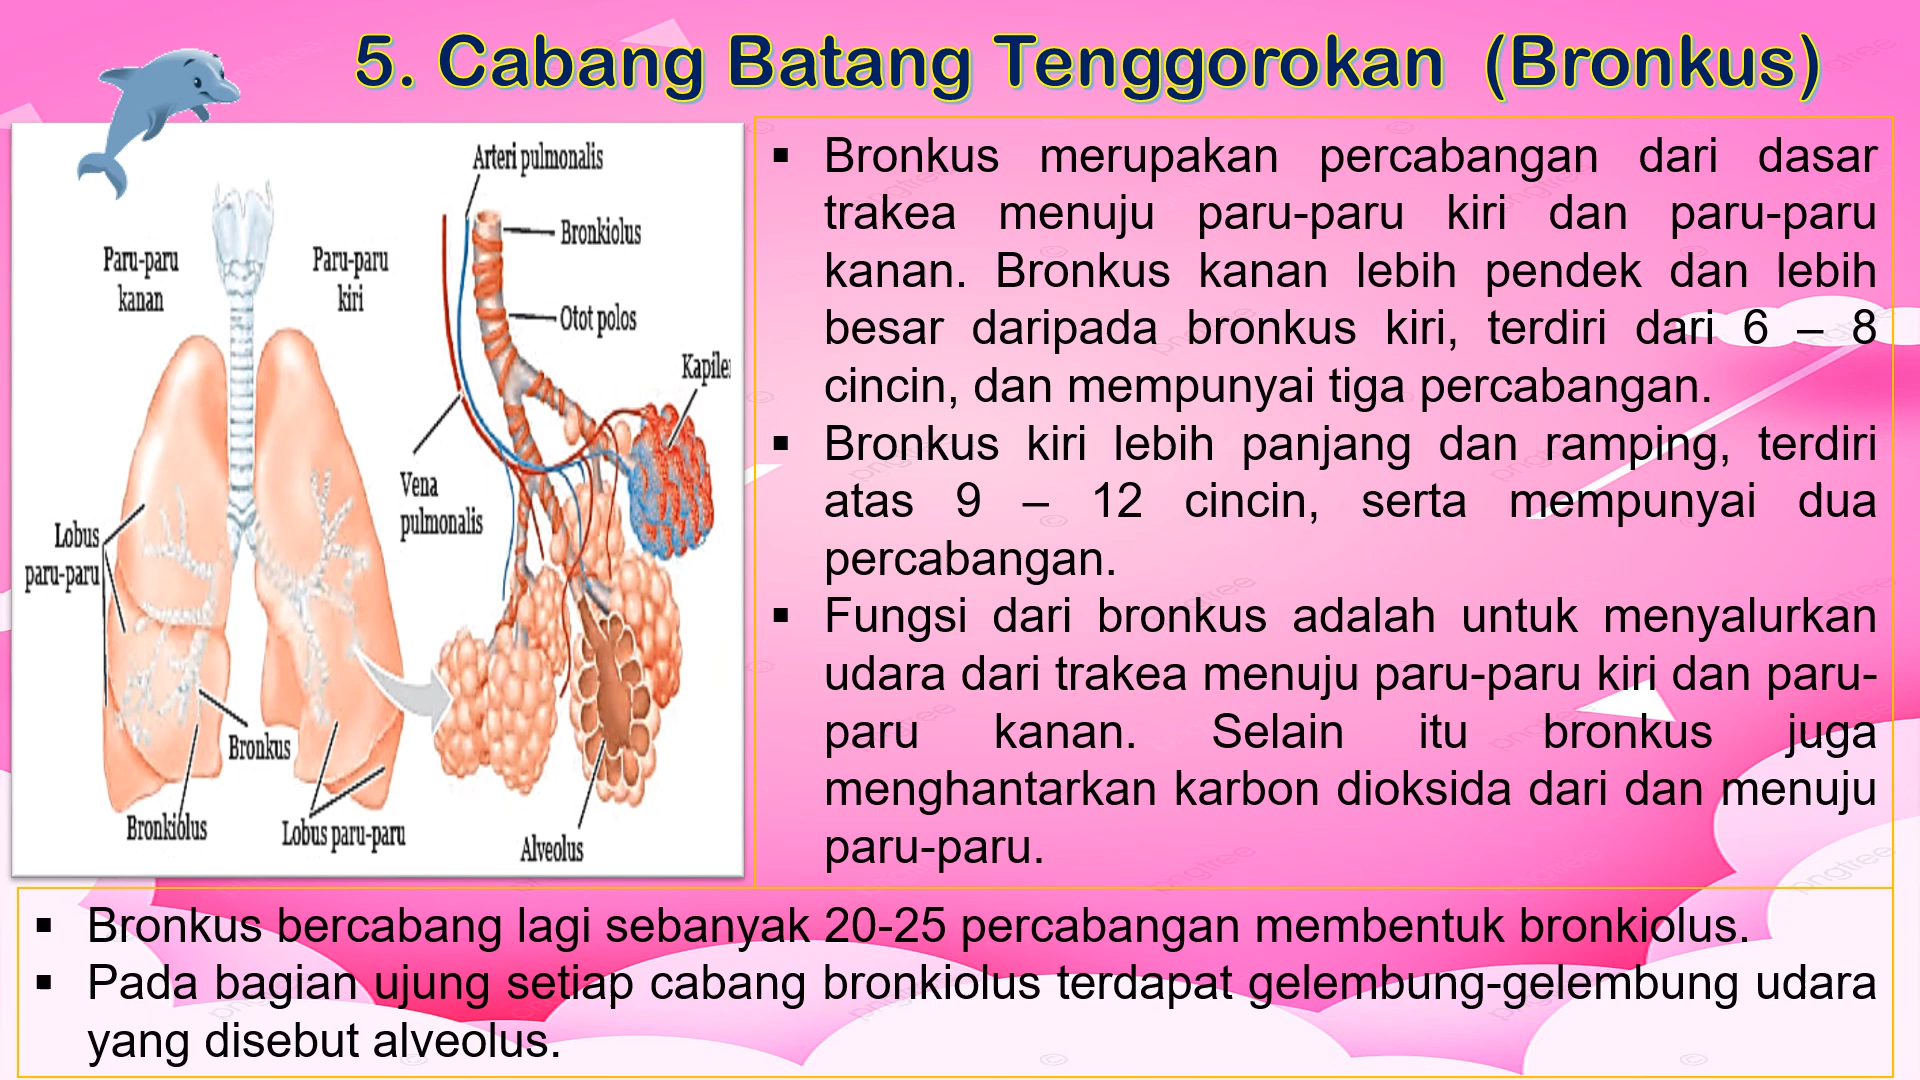 5. Cabang Batang Tenggorokan (Bronkus)
Arteri pulmonalis
Bronkiolus
Paru-paru
kanan
Paru-paru
kiri
Otot polos
Kapiler
Vena
pulmonalis
Lobus
paru-paru
Bronkus
Bronkiolus
Lobus paru-paru
Alveolus
▪ Bronkus merupakan percabangan dari dasar
trakea menuju paru-paru kiri dan paru-paru
kanan. Bronkus kanan lebih pendek dan lebih
besar daripada bronkus kiri, terdiri dari 6 – 8
cincin, dan mempunyai tiga percabangan.
▪ Bronkus kiri lebih panjang dan ramping, terdiri
atas 9 – 12 cincin, serta mempunyai dua
percabangan.
▪ Fungsi dari bronkus adalah untuk menyalurkan
udara dari trakea menuju paru-paru kiri dan paru-
paru kanan. Selain itu bronkus juga
menghantarkan karbon dioksida dari dan menuju
paru-paru.
▪ Bronkus bercabang lagi sebanyak 20-25 percabangan membentuk bronkiolus.
▪ Pada bagian ujung setiap cabang bronkiolus terdapat gelembung-gelembung udara
yang disebut alveolus.